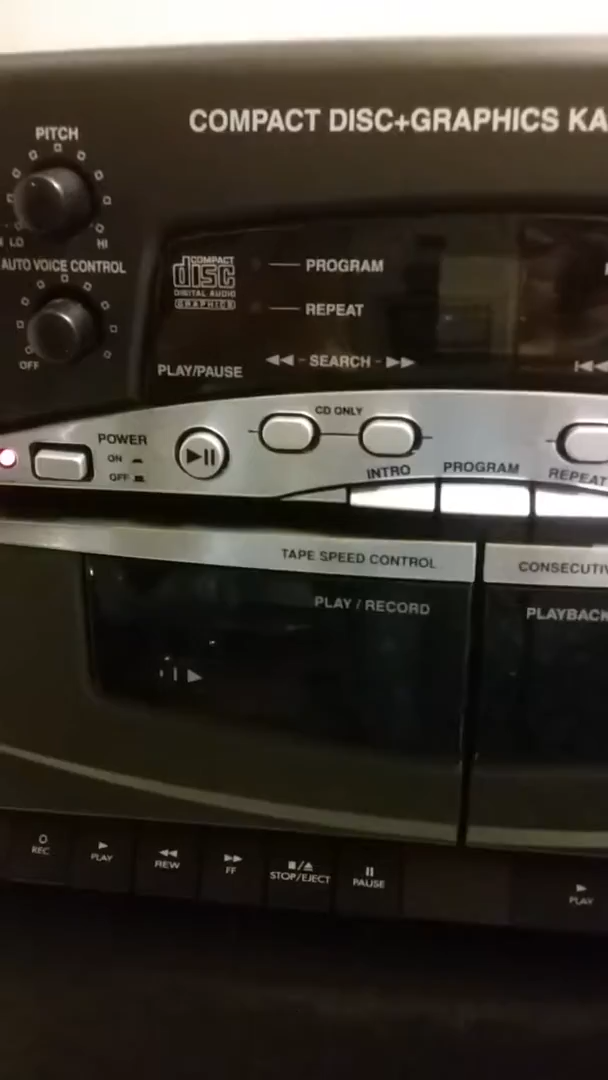 COMPACT DISC+GRAPHICS KA
PITCH
LO
HI
AUTO VOICE CONTROL
OFF
COMPACT
disc
DIGITAL AUDIO
GRAPHICS
PROGRAM
REPEAT
PLAY/PAUSE
◀◀ - SEARCH - ▶▶
CD ONLY
POWER
ON
OFF
INTRO
PROGRAM
REPEAT
TAPE SPEED CONTROL
CONSECUTIV
PLAY / RECORD
PLAYBACK
REC
PLAY
REW
FF
STOP/EJECT
PAUSE
PLAY